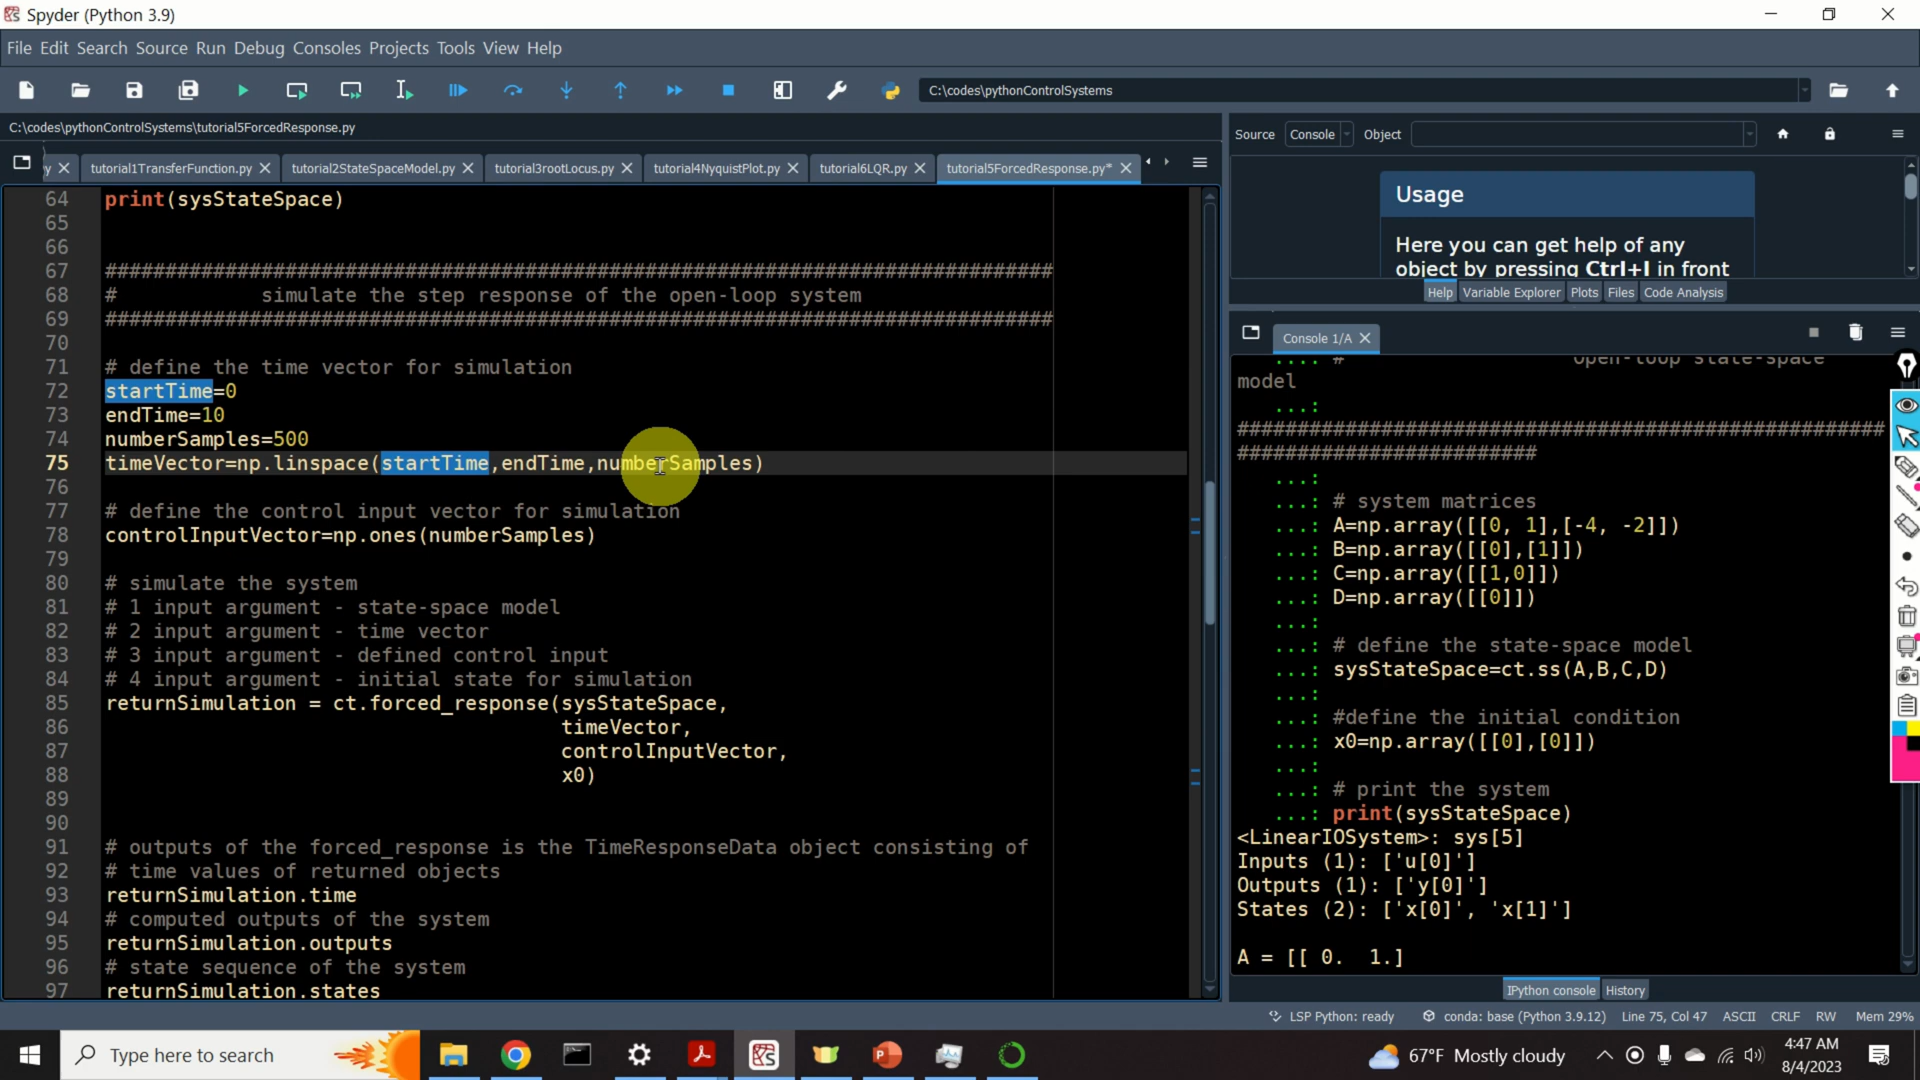 Spyder (Python 3.9)
File Edit Search Source Run Debug Consoles Projects Tools View Help
C:\codes\pythonControlSystems
C:\codes\pythonControlSystems\tutorial5ForcedResponse.py
y
tutorial1TransferFunction.py
tutorial2StateSpaceModel.py
tutorial3rootLocus.py
tutorial4NyquistPlot.py
tutorial6LQR.py
tutorial5ForcedResponse.py*
64 print(sysStateSpace)
65
66
67 ###############################################################################
68 #            simulate the step response of the open-loop system
69 ###############################################################################
70
71 # define the time vector for simulation
72 startTime=0
73 endTime=10
74 numberSamples=500
75 timeVector=np.linspace(startTime,endTime,numberSamples)
76
77 # define the control input vector for simulation
78 controlInputVector=np.ones(numberSamples)
79
80 # simulate the system
81 # 1 input argument - state-space model
82 # 2 input argument - time vector
83 # 3 input argument - defined control input
84 # 4 input argument - initial state for simulation
85 returnSimulation = ct.forced_response(sysStateSpace,
86 timeVector,
87 controlInputVector,
88 x0)
89
90
91 # outputs of the forced_response is the TimeResponseData object consisting of
92 # time values of returned objects
93 returnSimulation.time
94 # computed outputs of the system
95 returnSimulation.outputs
96 # state sequence of the system
97 returnSimulation.states
Source Console Object
Usage
Here you can get help of any
object by pressing Ctrl+I in front
Help Variable Explorer Plots Files Code Analysis
Console 1/A
...: # open-loop state-space
model
...:
######################################################
#########################
...:
...: # system matrices
...: A=np.array([[0, 1],[-4, -2]])
...: B=np.array([[0],[1]])
...: C=np.array([[1,0]])
...: D=np.array([[0]])
...:
...: # define the state-space model
...: sysStateSpace=ct.ss(A,B,C,D)
...:
...: #define the initial condition
...: x0=np.array([[0],[0]])
...:
...: # print the system
...: print(sysStateSpace)
<LinearIOSystem>: sys[5]
Inputs (1): ['u[0]']
Outputs (1): ['y[0]']
States (2): ['x[0]', 'x[1]']
A = [[ 0.  1.]
IPython console History
LSP Python: ready conda: base (Python 3.9.12) Line 75, Col 47 ASCII CRLF RW Mem 29%
Type here to search
67°F Mostly cloudy
4:47 AM
8/4/2023